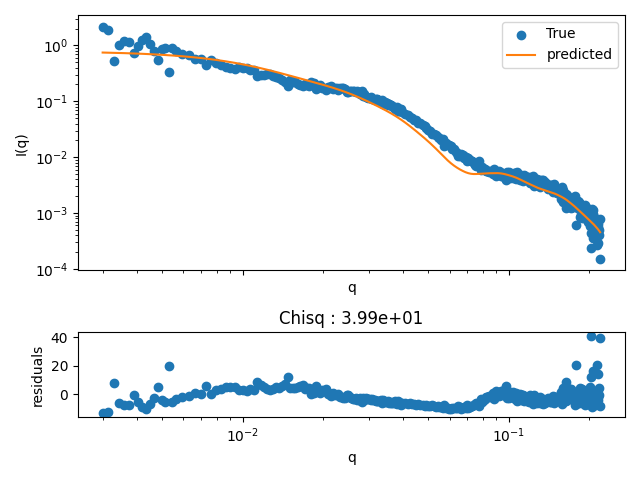 True
predicted
I(q)
10⁰
10⁻¹
10⁻²
10⁻³
10⁻⁴
q
Chisq : 3.99e+01
residuals
40
20
0
10⁻²
10⁻¹
q